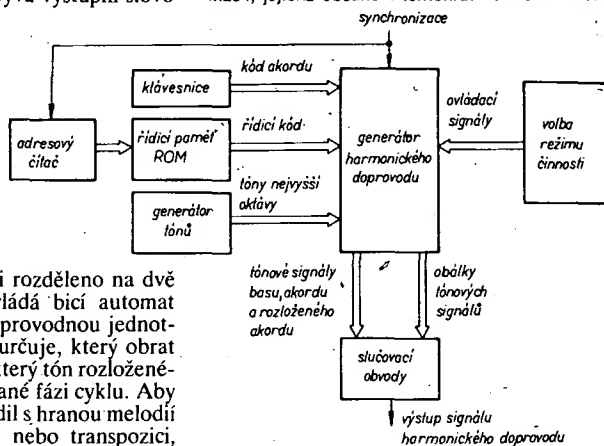 výstupní slovo
synchronizace
kód akordu
klávesnice
ovládací
signály
adresový
čítač
řídicí paměť
ROM
řídicí kód
generátor
harmonického
doprovodu
volba
režimu
činnosti
generátor
tónů
tóny nejvyšší
oktávy
i rozděleno na dvě
vládá bicí automat
provodnou jednot-
určuje, který obrat
který tón rozložené-
ané fázi cyklu. Aby
dil s hranou melodií
nebo transpozici,
tónové signály
basu, akordu
a rozloženého
akordu
obálky
tónových
signálů
slučovací
obvody
výstup signálu
harmonického doprovodu